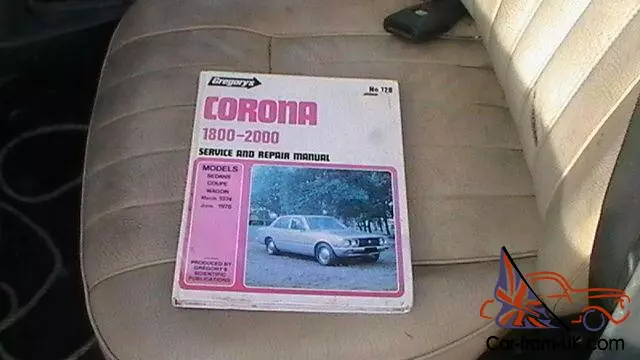 Gregory's
No 128
CORONA
1800-2000
SERVICE AND REPAIR MANUAL
MODELS
SEDANS
COUPE
WAGON
March 1974
June 1978
PRODUCED BY
GREGORY'S
SCIENTIFIC
PUBLICATIONS
Car-from-UK.com